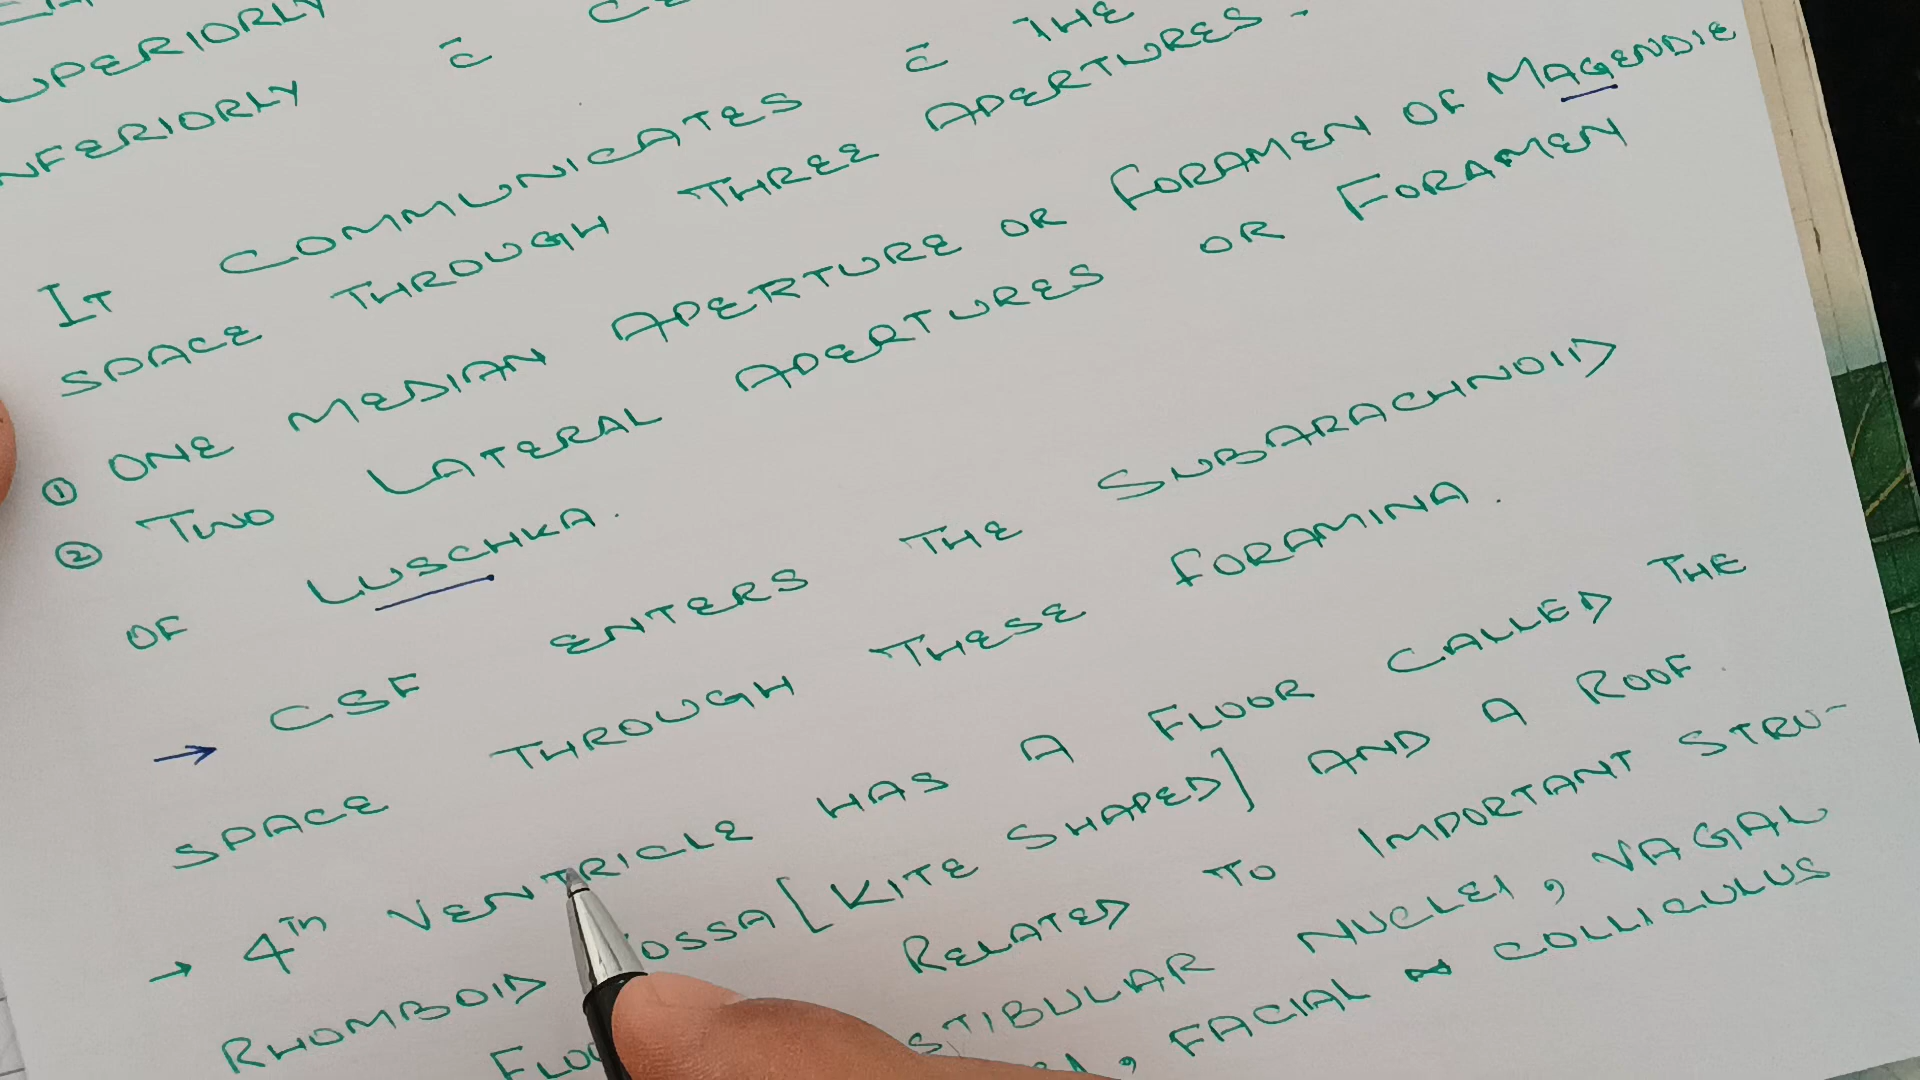 UPERIORLY
NFERIORLY c̄ c̄ THE
IT COMMUNICATES
SPACE THROUGH THREE APERTURES.
① ONE MEDIAN APERTURE OR FORAMEN OF MAGENDIE
② TWO LATERAL APERTURES OR FORAMEN
OF LUSCHKA.
→ CSF ENTERS THE SUBARACHNOID
SPACE THROUGH THESE FORAMINA.
→ 4TH VENTRICLE HAS A FLOOR CALLED THE
RHOMBOID OSSA [KITE SHAPED] AND A ROOF.
FLOO RELATED TO IMPORTANT STRU-
STIBULAR NUCLEI, VAGAL
, FACIAL COLLICULUS